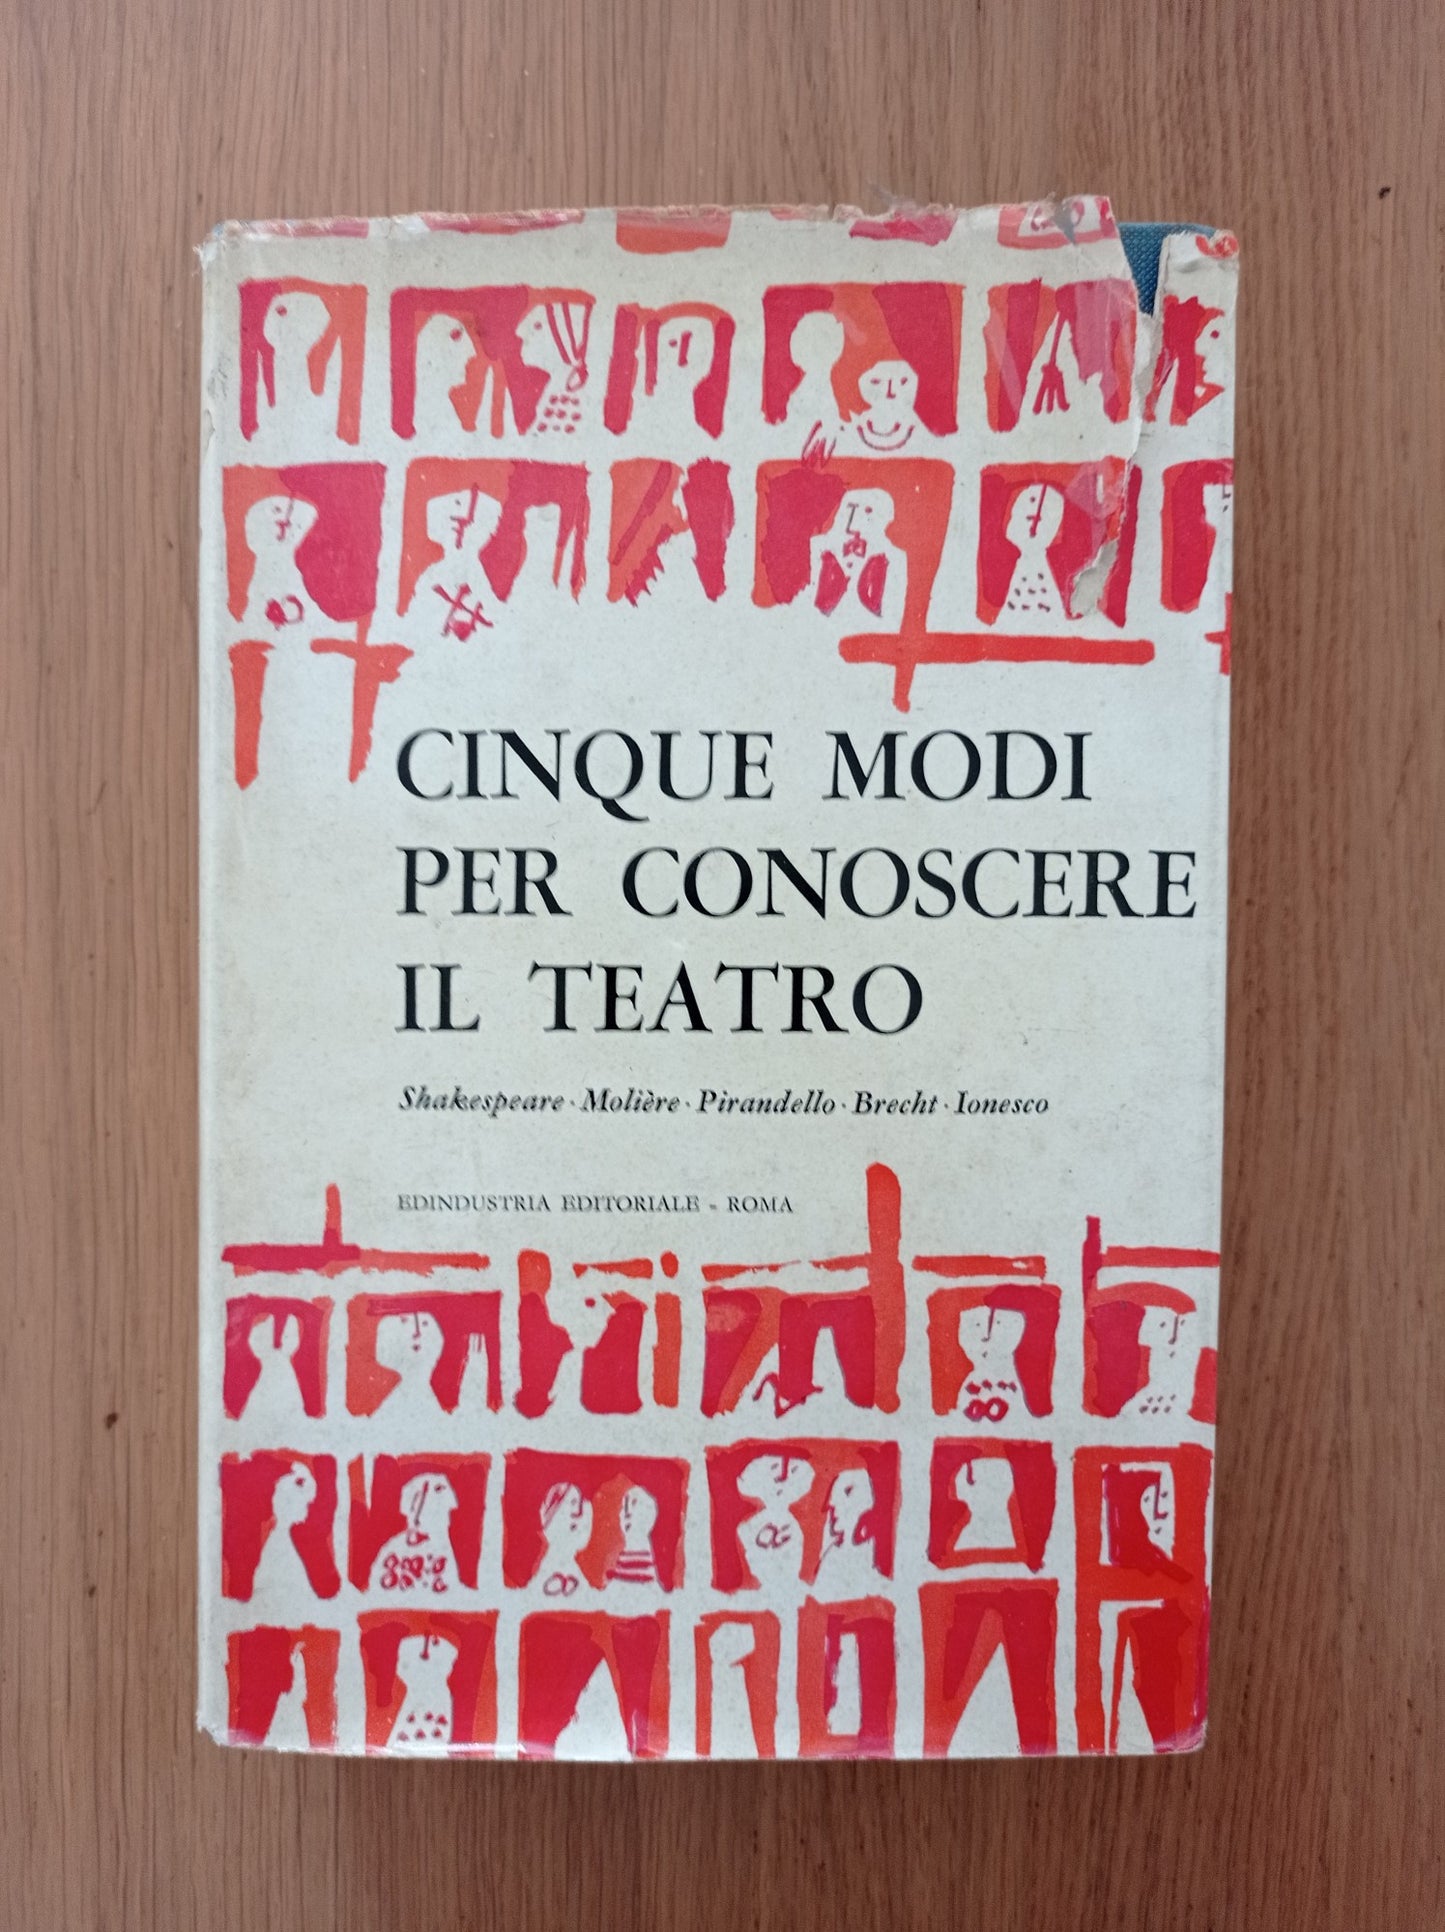 CINQUE MODI
PER CONOSCERE
IL TEATRO
Shakespeare · Molière · Pirandello · Brecht · Ionesco
EDINDUSTRIA EDITORIALE - ROMA